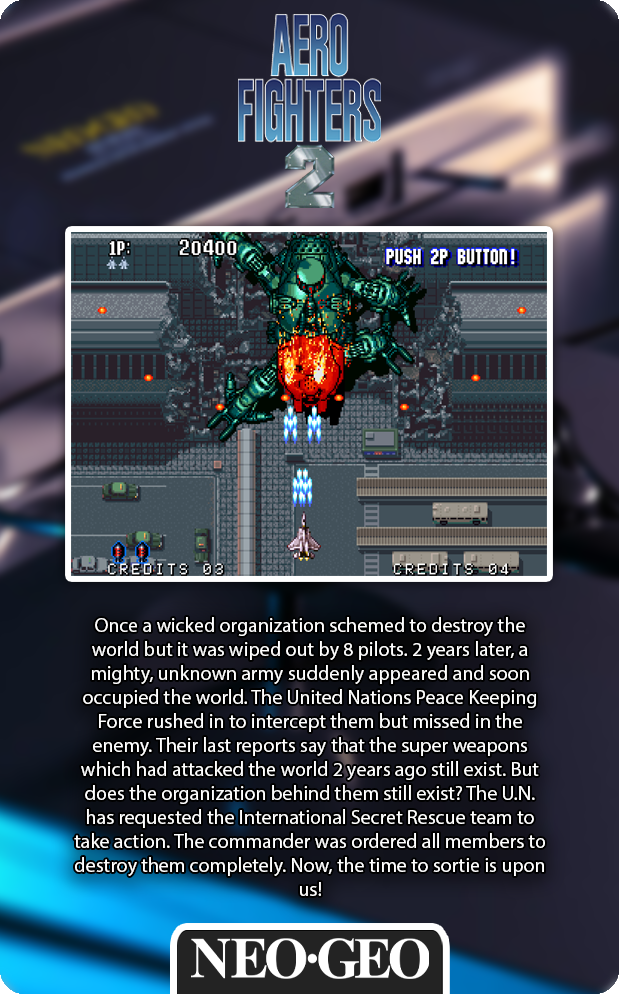 AERO
FIGHTERS
2
1P:
20400
PUSH 2P BUTTON!
CREDITS 03
CREDITS 04
Once a wicked organization schemed to destroy the
world but it was wiped out by 8 pilots. 2 years later, a
mighty, unknown army suddenly appeared and soon
occupied the world. The United Nations Peace Keeping
Force rushed in to intercept them but missed in the
enemy. Their last reports say that the super weapons
which had attacked the world 2 years ago still exist. But
does the organization behind them still exist? The U.N.
has requested the International Secret Rescue team to
take action. The commander was ordered all members to
destroy them completely. Now, the time to sortie is upon
us!
NEO•GEO